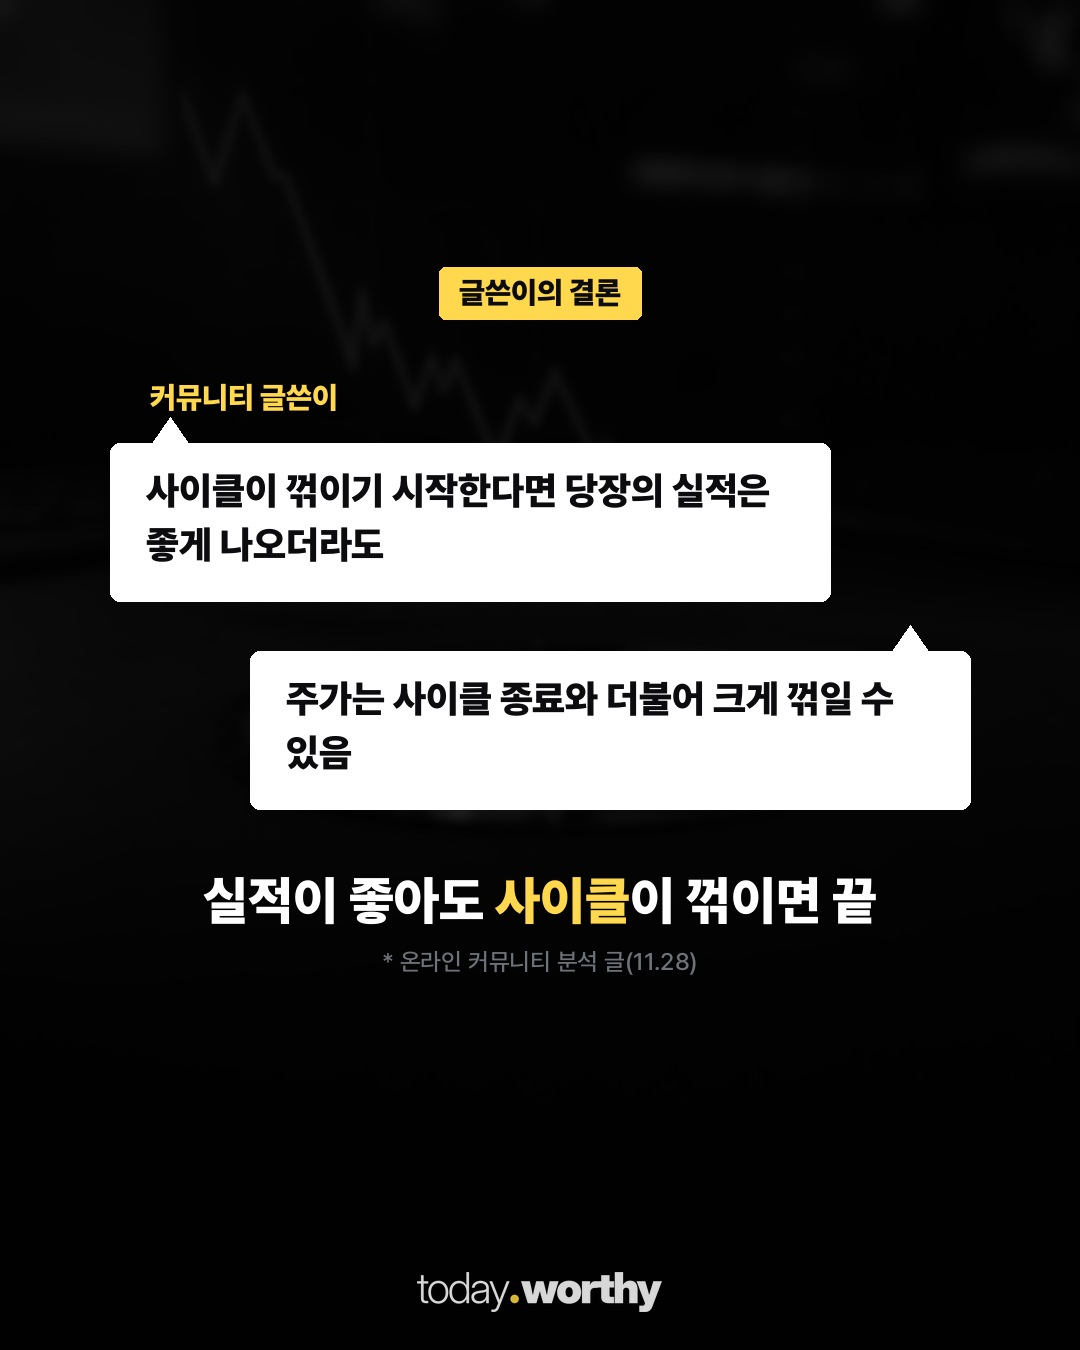 글쓴이의 결론
커뮤니티 글쓴이
사이클이 꺾이기 시작한다면 당장의 실적은
좋게 나오더라도
주가는 사이클 종료와 더불어 크게 꺾일 수
있음
실적이 좋아도 사이클이 꺾이면 끝
* 온라인 커뮤니티 분석 글(11.28)
today.worthy